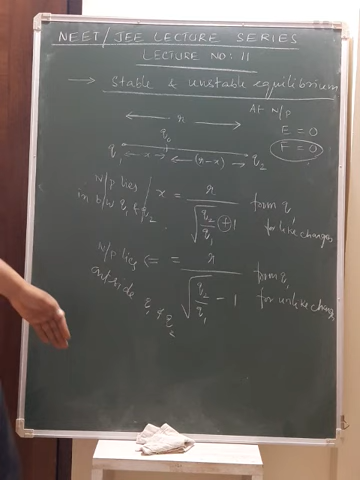 NEET/JEE LECTURE SERIES
LECTURE NO: 11
→ Stable & unstable equilibrium
← r → At N/P
q₀ E = 0
q₁ ← x → ← (r-x) → q₂ F = 0
N/P lies in b/w q₁ & q₂ x = r / (√(q₂/q₁) + 1) from q₁ for like charges
N/P lies outside q₁ & q₂ = r / (√(q₂/q₁) - 1) from q₁ for unlike charges